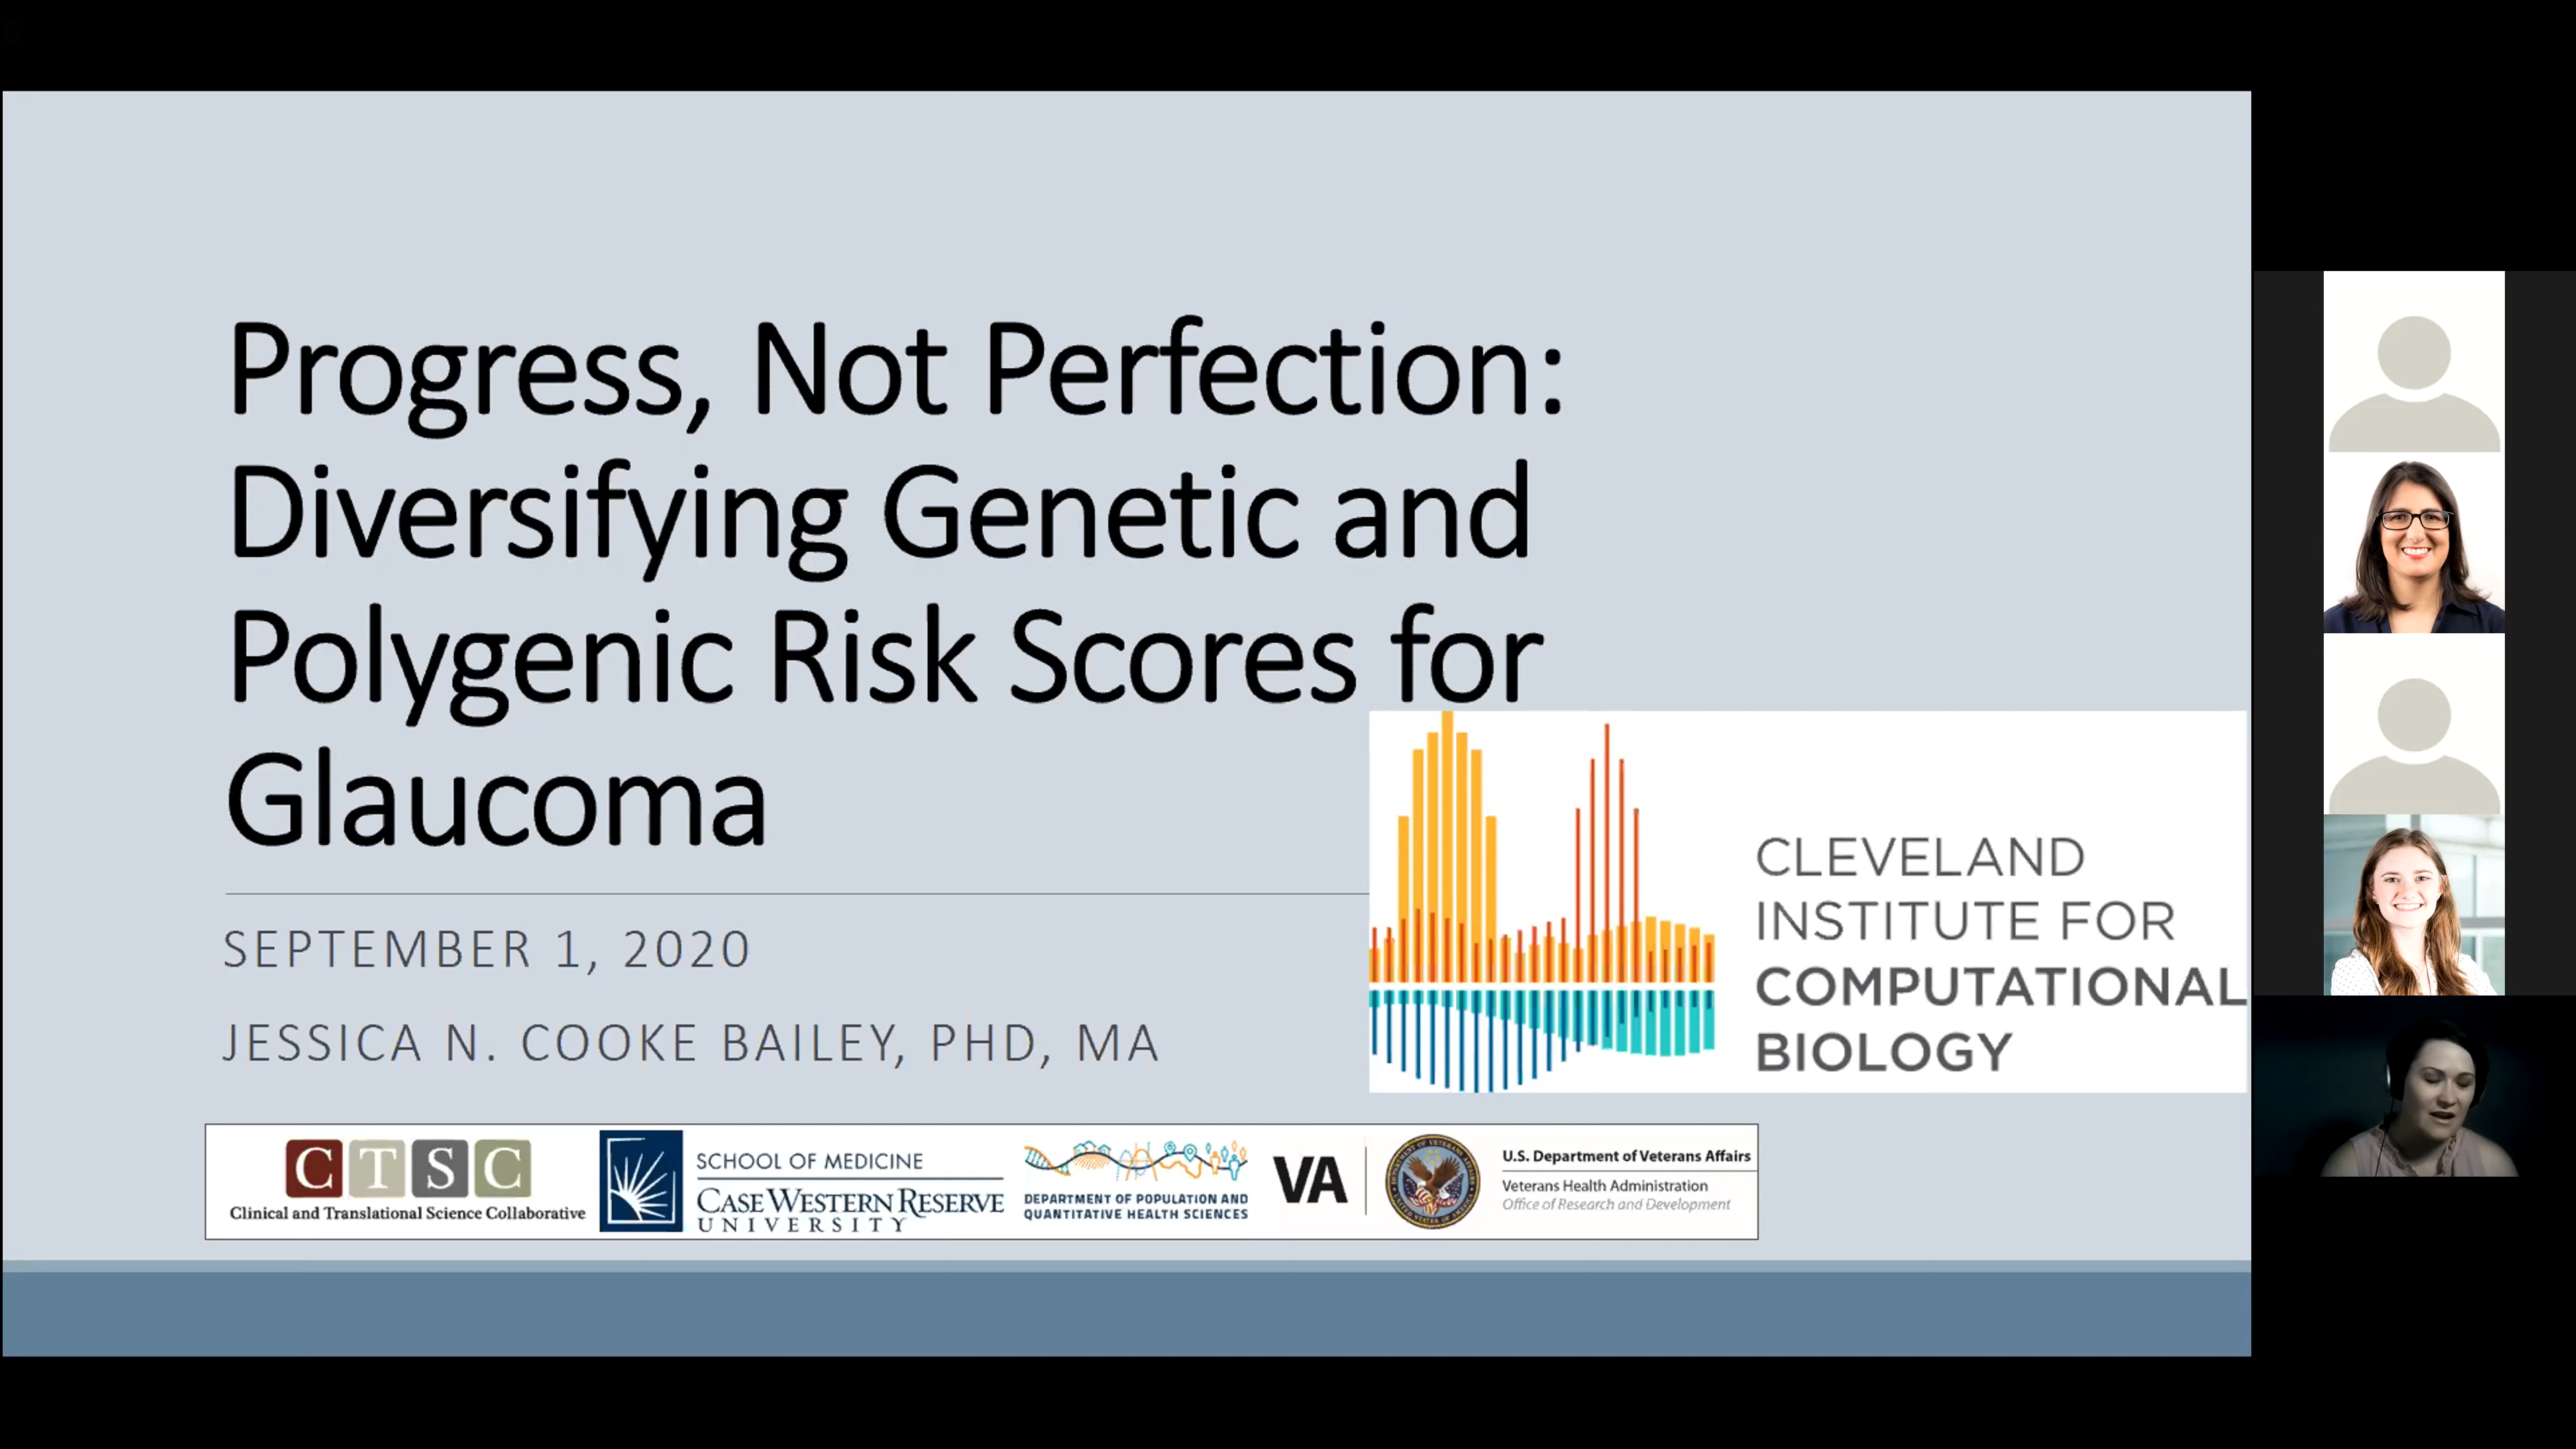 Progress, Not Perfection:
Diversifying Genetic and
Polygenic Risk Scores for
Glaucoma
SEPTEMBER 1, 2020
JESSICA N. COOKE BAILEY, PHD, MA
CLEVELAND
INSTITUTE FOR
COMPUTATIONAL
BIOLOGY
CTSC
Clinical and Translational Science Collaborative
SCHOOL OF MEDICINE
CASE WESTERN RESERVE
UNIVERSITY
DEPARTMENT OF POPULATION AND
QUANTITATIVE HEALTH SCIENCES
VA
U.S. Department of Veterans Affairs
Veterans Health Administration
Office of Research and Development